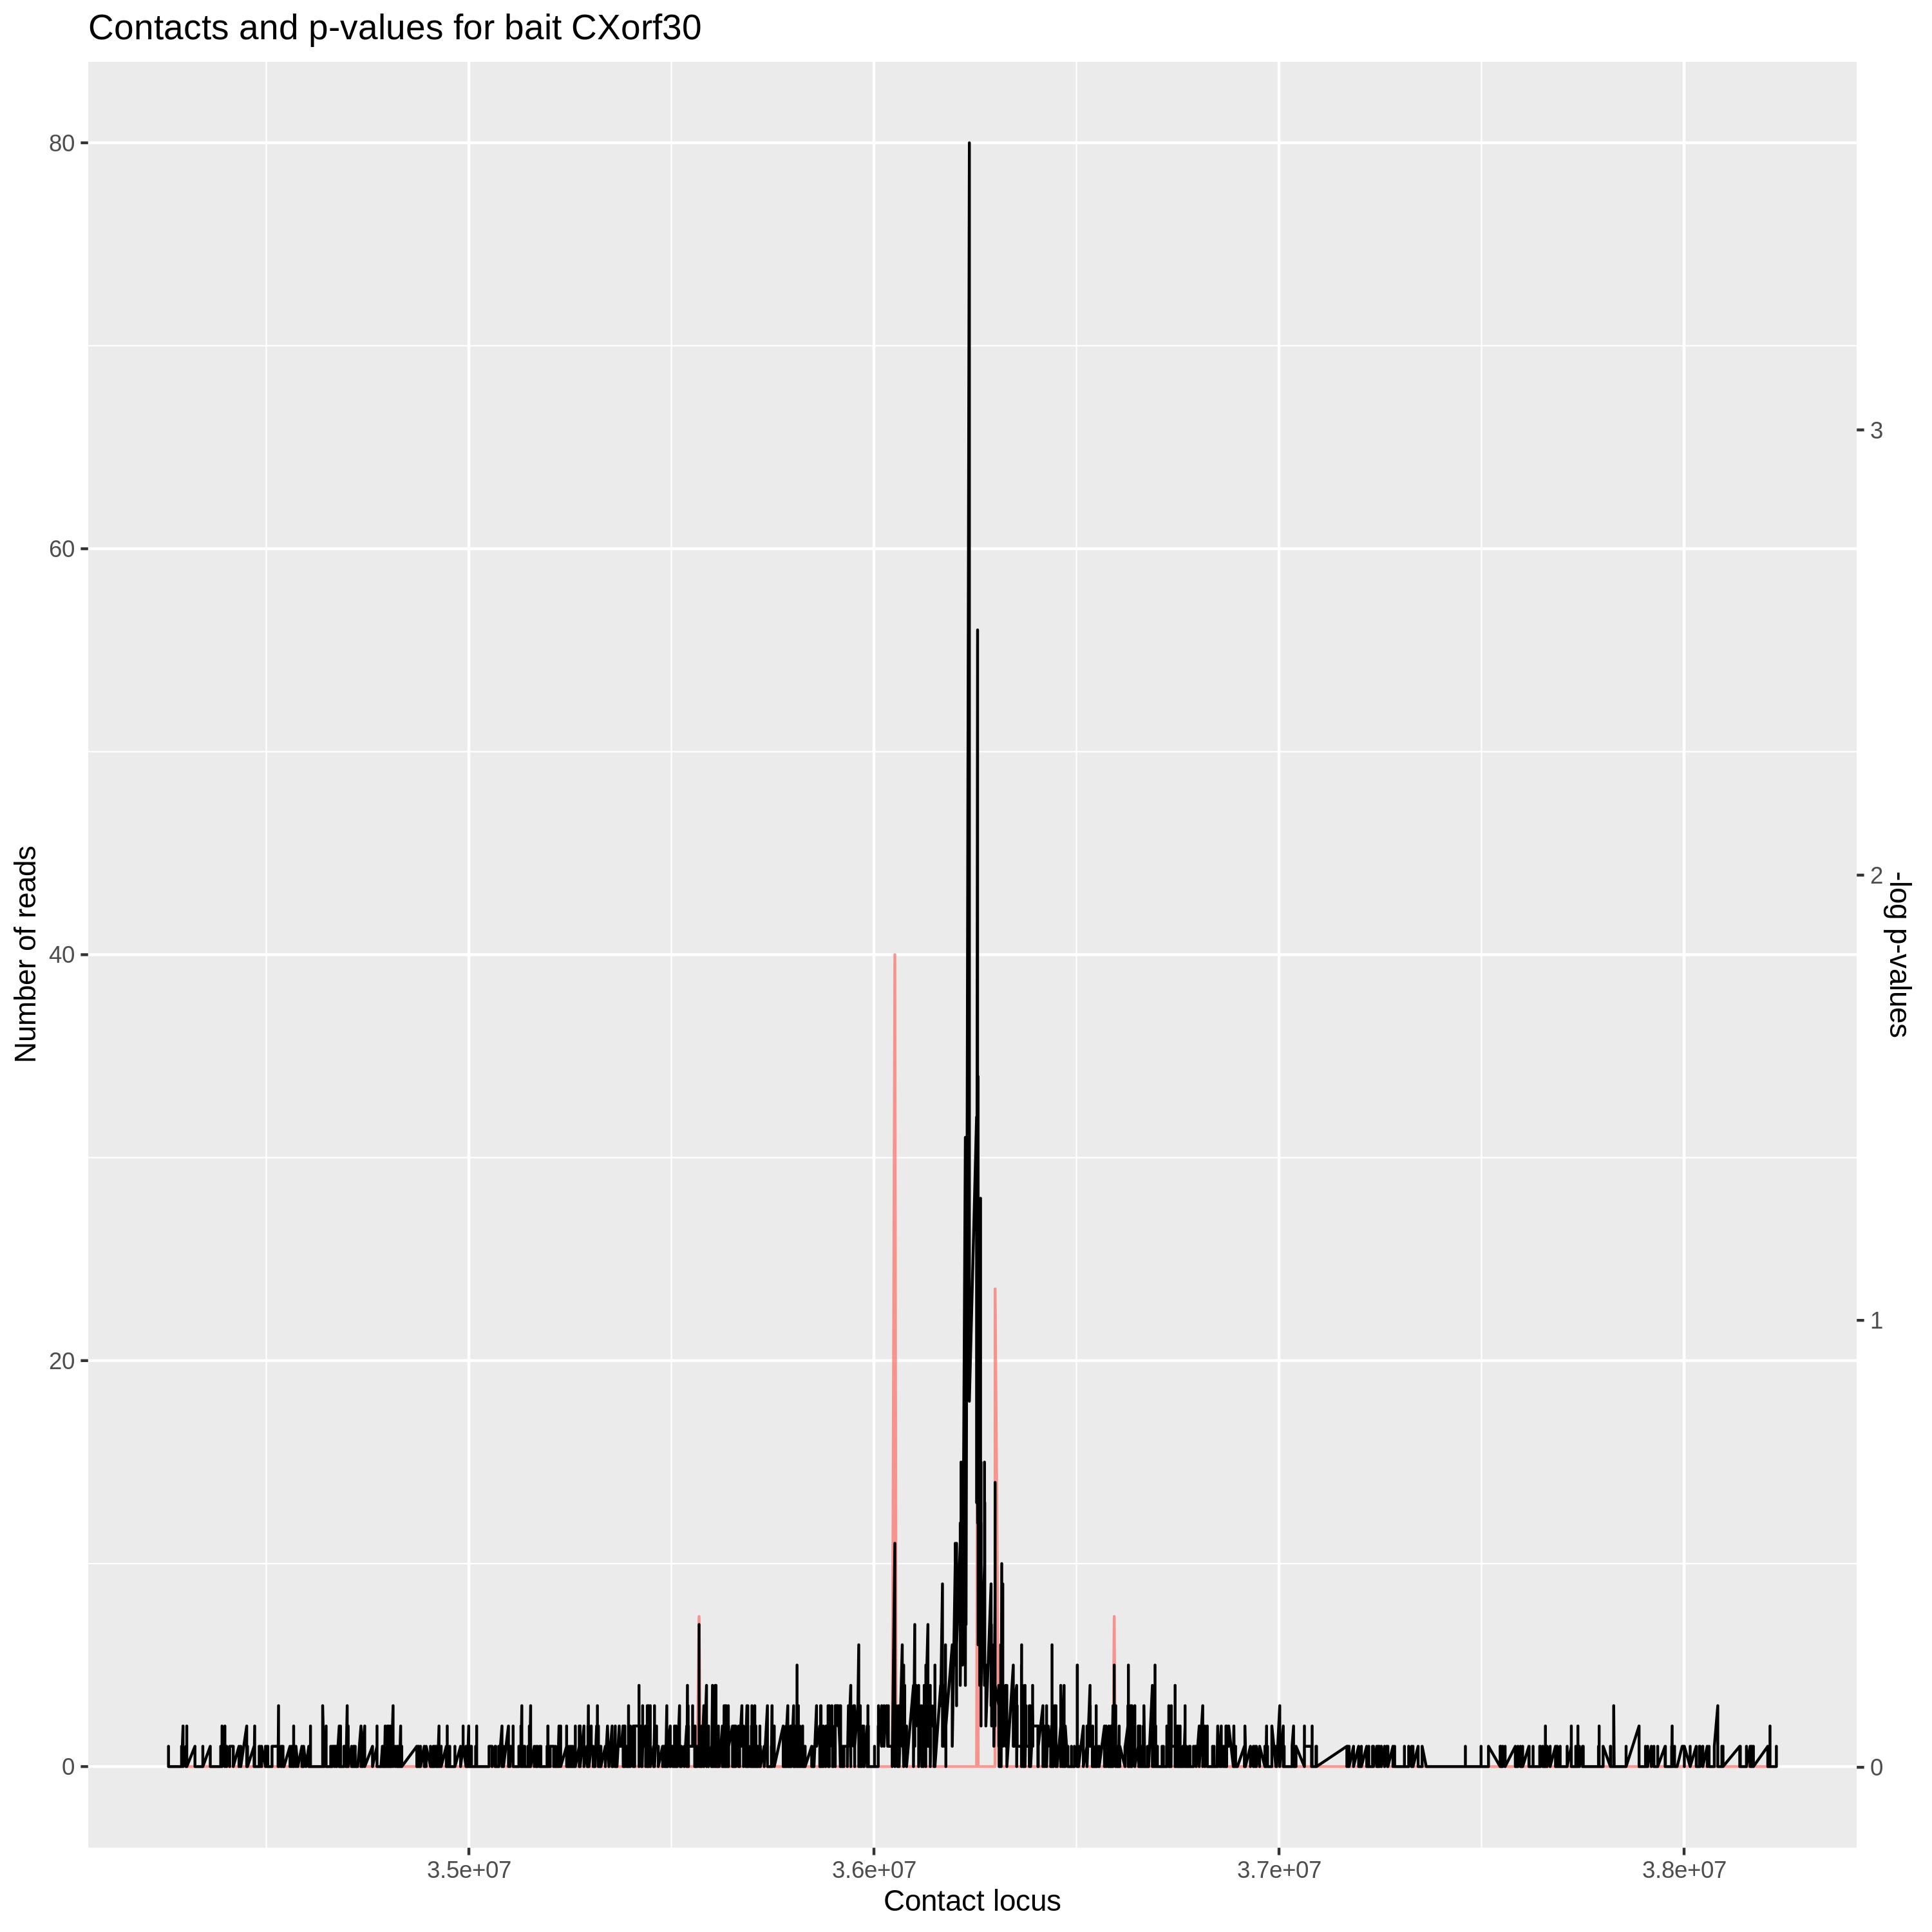 Contacts and p-values for bait CXorf30
80
60
40
20
0
Number of reads
3
2
1
0
-log p-values
3.5e+07
3.6e+07
3.7e+07
3.8e+07
Contact locus